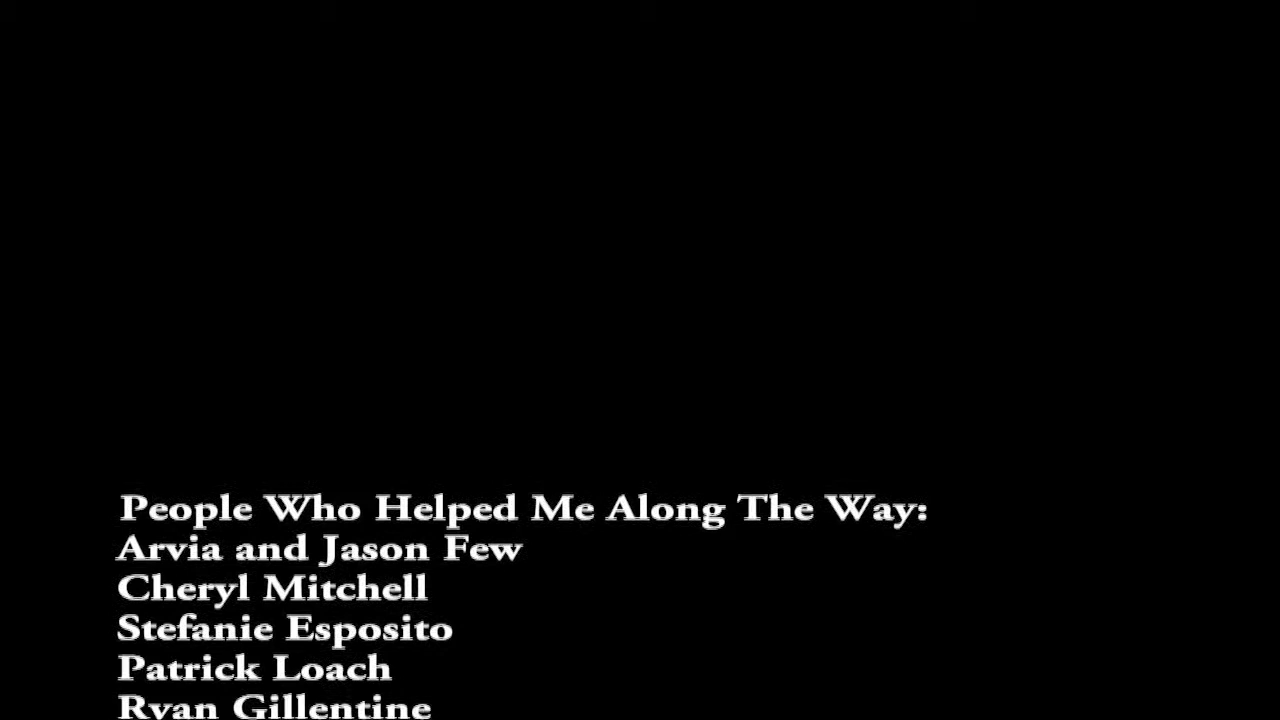 People Who Helped Me Along The Way:
Arvia and Jason Few
Cheryl Mitchell
Stefanie Esposito
Patrick Loach
Ryan Gillentine